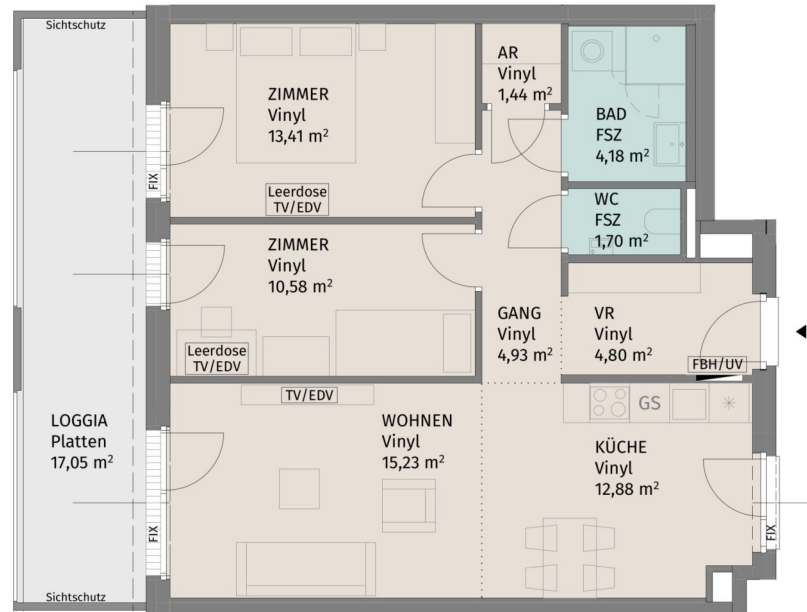 Sichtschutz
ZIMMER
Vinyl
13,41 m²
Leerdose
TV/EDV
FIX
AR
Vinyl
1,44 m²
BAD
FSZ
4,18 m²
WC
FSZ
1,70 m²
ZIMMER
Vinyl
10,58 m²
Leerdose
TV/EDV
GANG
Vinyl
4,93 m²
VR
Vinyl
4,80 m²
FBH/UV
LOGGIA
Platten
17,05 m²
TV/EDV
WOHNEN
Vinyl
15,23 m²
GS
KÜCHE
Vinyl
12,88 m²
FIX
FIX
Sichtschutz